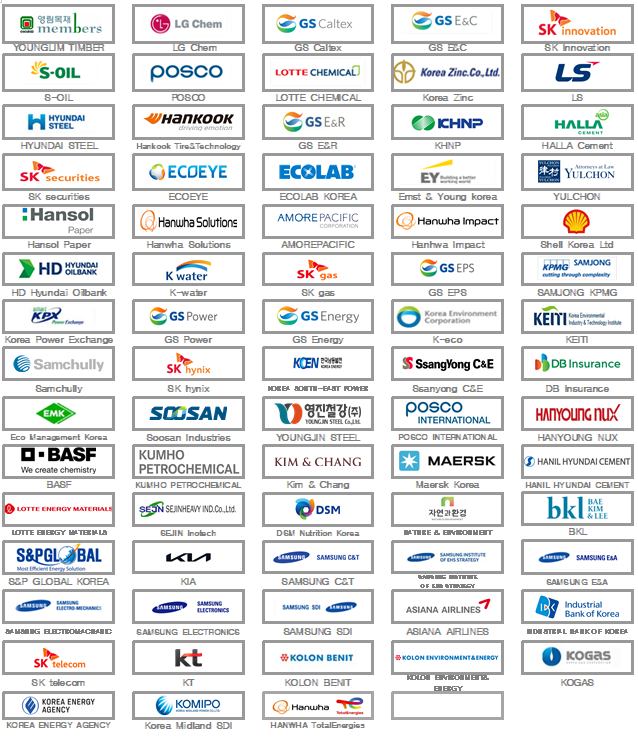 영림목재
members
LG Chem
GS Caltex
GS E&C
SK innovation
YOUNGLIM TIMBER
LG Chem
GS Caltex
GS E&C
SK Innovation
S-OIL
posco
LOTTE CHEMICAL
Korea Zinc.Co.,Ltd.
LS
S-OIL
POSCO
LOTTE CHEMICAL
Korea Zinc
LS
HYUNDAI
STEEL
HANKOOK
driving emotion
GS E&R
KHNP
asia
HALLA
CEMENT
HYUNDAI STEEL
Hankook Tire&Technology
GS E&R
KHNP
HALLA Cement
SK securities
ECOEYE
ECOLAB
EY Building a better
working world
YULCHON
Attorneys at Law
YULCHON
SK securities
ECOEYE
ECOLAB KOREA
Ernst & Young korea
YULCHON
Hansol
Paper
Hanwha Solutions
AMOREPACIFIC
CORPORATION
Hanwha Impact
Hansol Paper
Hanwha Solutions
AMOREPACIFIC
Hanhwa Impact
Shell Korea Ltd
HD HYUNDAI
OILBANK
K water
SK gas
GS EPS
KPMG SAMJONG
cutting through complexity
HD Hyundai Oilbank
K-water
SK gas
GS EPS
SAMJONG KPMG
KPX
Power Exchange
GS Power
GS Energy
Korea Environment
Corporation
KEITI Korea Environmental
Industry & Technology Institute
Korea Power Exchange
GS Power
GS Energy
K-eco
KEITI
Samchully
SK hynix
KOEN 한국남동발전
SsangYong C&E
DB Insurance
Samchully
SK hynix
KOREA SOUTH-EAST POWER
Ssanyong C&E
DB Insurance
EMK
SOOSAN
영진철강(주)
YOUNGJIN STEEL Co.,Ltd.
posco
INTERNATIONAL
HANYOUNG NUX
Eco Management Korea
Soosan Industries
YOUNGJIN STEEL
POSCO INTERNATIONAL
HANYOUNG NUX
BASF
We create chemistry
KUMHO
PETROCHEMICAL
KIM & CHANG
MAERSK
HANIL HYUNDAI CEMENT
BASF
KUMHO PETROCHEMICAL
Kim & Chang
Maersk Korea
HANIL HYUNDAI CEMENT
LOTTE ENERGY MATERIALS
SEJIN SEJINHEAVY IND.Co.,Ltd.
DSM
자연과환경
bkl BAE
KIM
& LEE
LOTTE ENERGY MATERIALS
SEJIN Inotech
DSM Nutrition Korea
NATURE & ENVIRONMENT
BKL
S&P GLOBAL
Most Efficient Energy Solution
KIA
SAMSUNG SAMSUNG C&T
SAMSUNG SAMSUNG INSTITUTE
OF EHS STRATEGY
SAMSUNG SAMSUNG E&A
S&P GLOBAL KOREA
KIA
SAMSUNG C&T
SAMSUNG INSTITUTE
OF EHS STRATEGY
SAMSUNG E&A
SAMSUNG SAMSUNG
ELECTRO-MECHANICS
SAMSUNG SAMSUNG
ELECTRONICS
SAMSUNG SDI SAMSUNG
ASIANA AIRLINES
IBK Industrial
Bank of Korea
SAMSUNG ELECTROMACHANIC
SAMSUNG ELECTRONICS
SAMSUNG SDI
ASIANA AIRLINES
INDUSTRIAL BANK OF KOREA
SK telecom
kt
KOLON BENIT
KOLON ENVIRONMENT&ENERGY
KOGAS
SK telecom
KT
KOLON BENIT
KOLON ENVIRONMENT&
ENERGY
KOGAS
KOREA ENERGY
AGENCY
KOMIPO
Hanwha
TotalEnergies
KOREA ENERGY AGENCY
Korea Midland SDI
HANWHA TotalEnergies